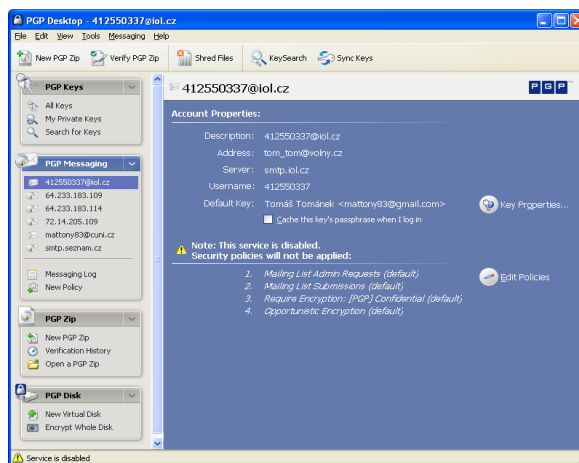 PGP Desktop - 412550337@iol.cz
File Edit View Tools Messaging Help
New PGP Zip Verify PGP Zip Shred Files KeySearch Sync Keys
PGP Keys
All Keys
My Private Keys
Search for Keys
PGP Messaging
412550337@iol.cz
64.233.183.109
64.233.183.114
72.14.205.109
mattony83@cuni.cz
smtp.seznam.cz
Messaging Log
New Policy
PGP Zip
New PGP Zip
Verification History
Open a PGP Zip
PGP Disk
New Virtual Disk
Encrypt Whole Disk
412550337@iol.cz
PGP
Account Properties:
Description: 412550337@iol.cz
Address: tom_tom@volny.cz
Server: smtp.iol.cz
Username: 412550337
Default Key: Tomáš Tománek <mattony83@gmail.com>
Key Properties...
Cache this key's passphrase when I log in
Note: This service is disabled.
Security policies will not be applied:
1. Mailing List Admin Requests (default)
2. Mailing List Submissions (default)
3. Require Encryption: [PGP] Confidential (default)
4. Opportunistic Encryption (default)
Edit Policies
Service is disabled